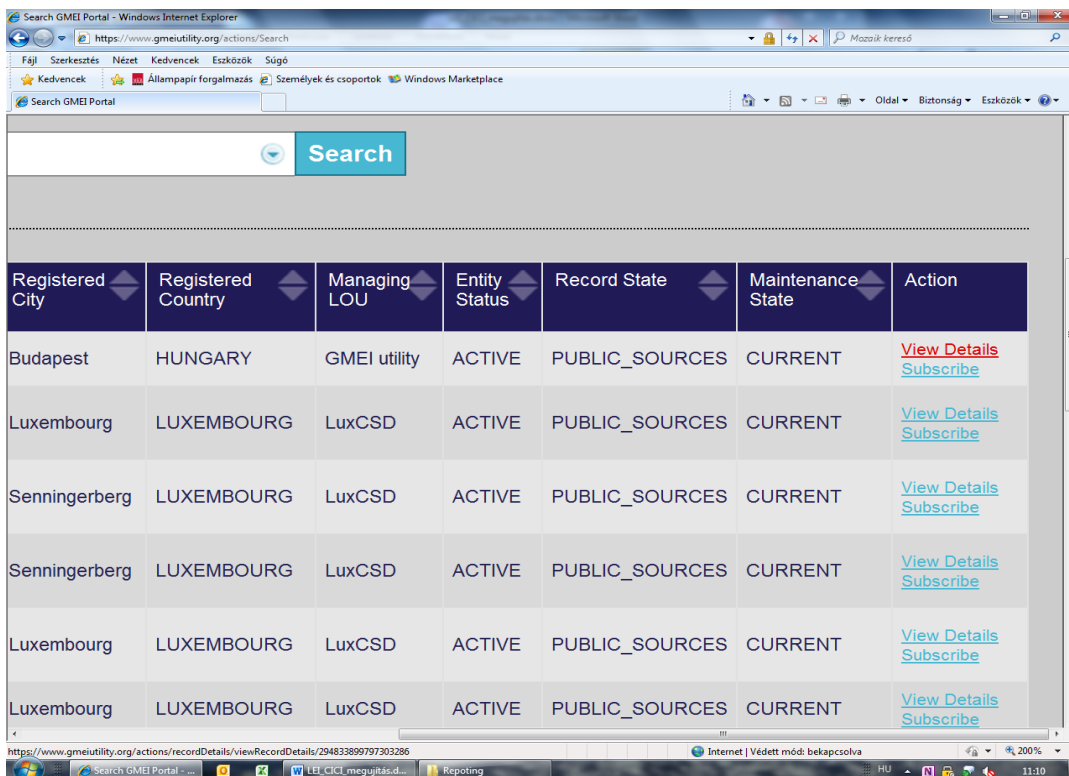 Search GMEI Portal - Windows Internet Explorer
https://www.gmeiutility.org/actions/Search
Mozaik kereső
Fájl Szerkesztés Nézet Kedvencek Eszközök Súgó
Kedvencek Állampapír forgalmazás Személyek és csoportok Windows Marketplace
Search GMEI Portal Oldal Biztonság Eszközök
Search
Registered City Registered Country Managing LOU Entity Status Record State Maintenance State Action
Budapest HUNGARY GMEI utility ACTIVE PUBLIC_SOURCES CURRENT View Details
Subscribe
Luxembourg LUXEMBOURG LuxCSD ACTIVE PUBLIC_SOURCES CURRENT View Details
Subscribe
Senningerberg LUXEMBOURG LuxCSD ACTIVE PUBLIC_SOURCES CURRENT View Details
Subscribe
Senningerberg LUXEMBOURG LuxCSD ACTIVE PUBLIC_SOURCES CURRENT View Details
Subscribe
Luxembourg LUXEMBOURG LuxCSD ACTIVE PUBLIC_SOURCES CURRENT View Details
Subscribe
Luxembourg LUXEMBOURG LuxCSD ACTIVE PUBLIC_SOURCES CURRENT View Details
Subscribe
https://www.gmeiutility.org/actions/recordDetails/viewRecordDetails/294833899797303286 Internet | Védett mód: bekapcsolva 200%
Search GMEI Portal - ... LEI_CICI_megujítás.d... Repoting HU 11:10